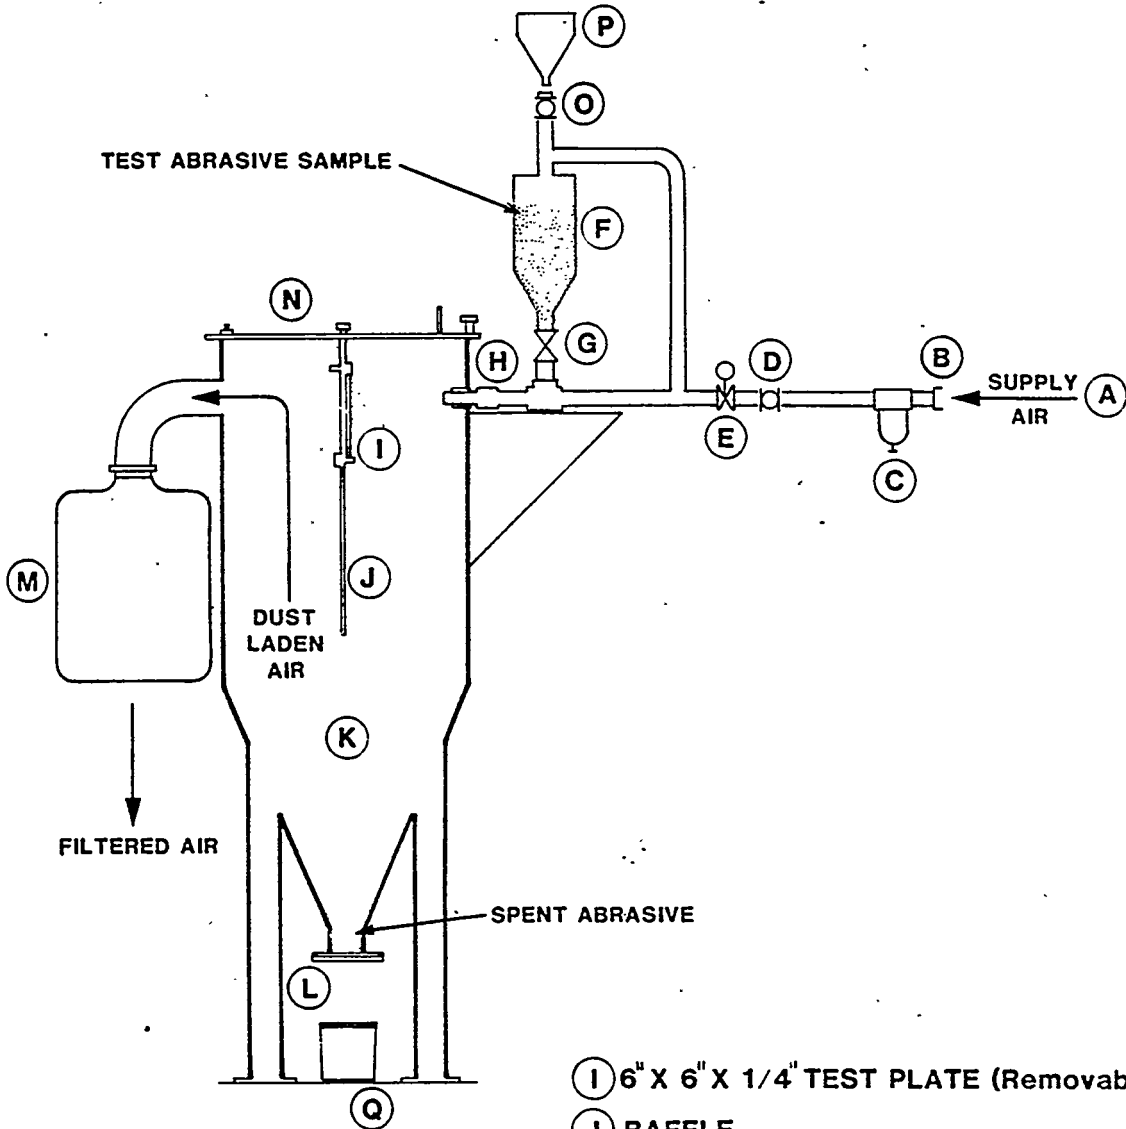 P
O
TEST ABRASIVE SAMPLE
F
N
G
H
D
B
SUPPLY
AIR
A
I
E
C
M
J
DUST
LADEN
AIR
K
FILTERED AIR
SPENT ABRASIVE
L
I 6" X 6" X 1/4" TEST PLATE (Removab
Q
J BAFFLE